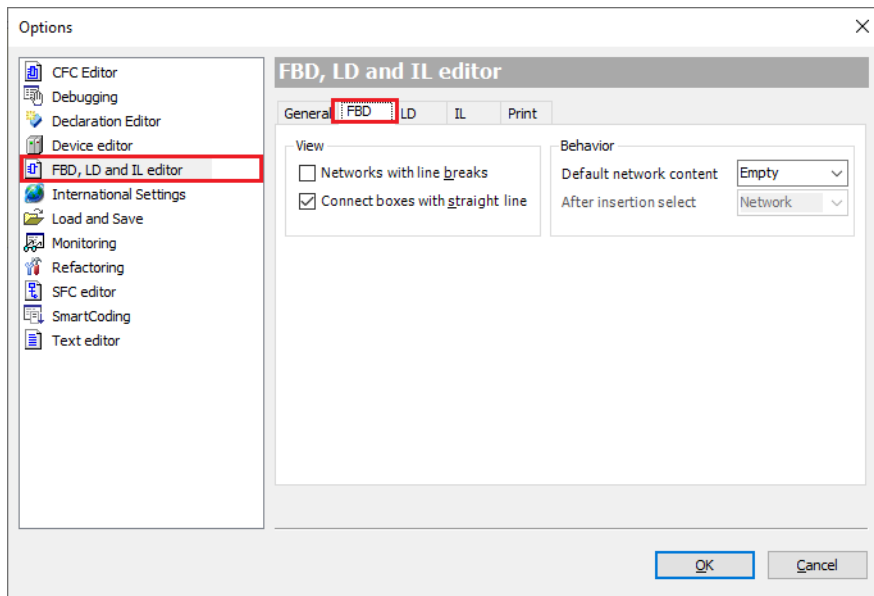 Options
CFC Editor
Debugging
Declaration Editor
Device editor
FBD, LD and IL editor
International Settings
Load and Save
Monitoring
Refactoring
SFC editor
SmartCoding
Text editor
FBD, LD and IL editor
General FBD LD IL Print
View
Networks with line breaks
Connect boxes with straight line
Behavior
Default network content Empty
After insertion select Network
OK Cancel